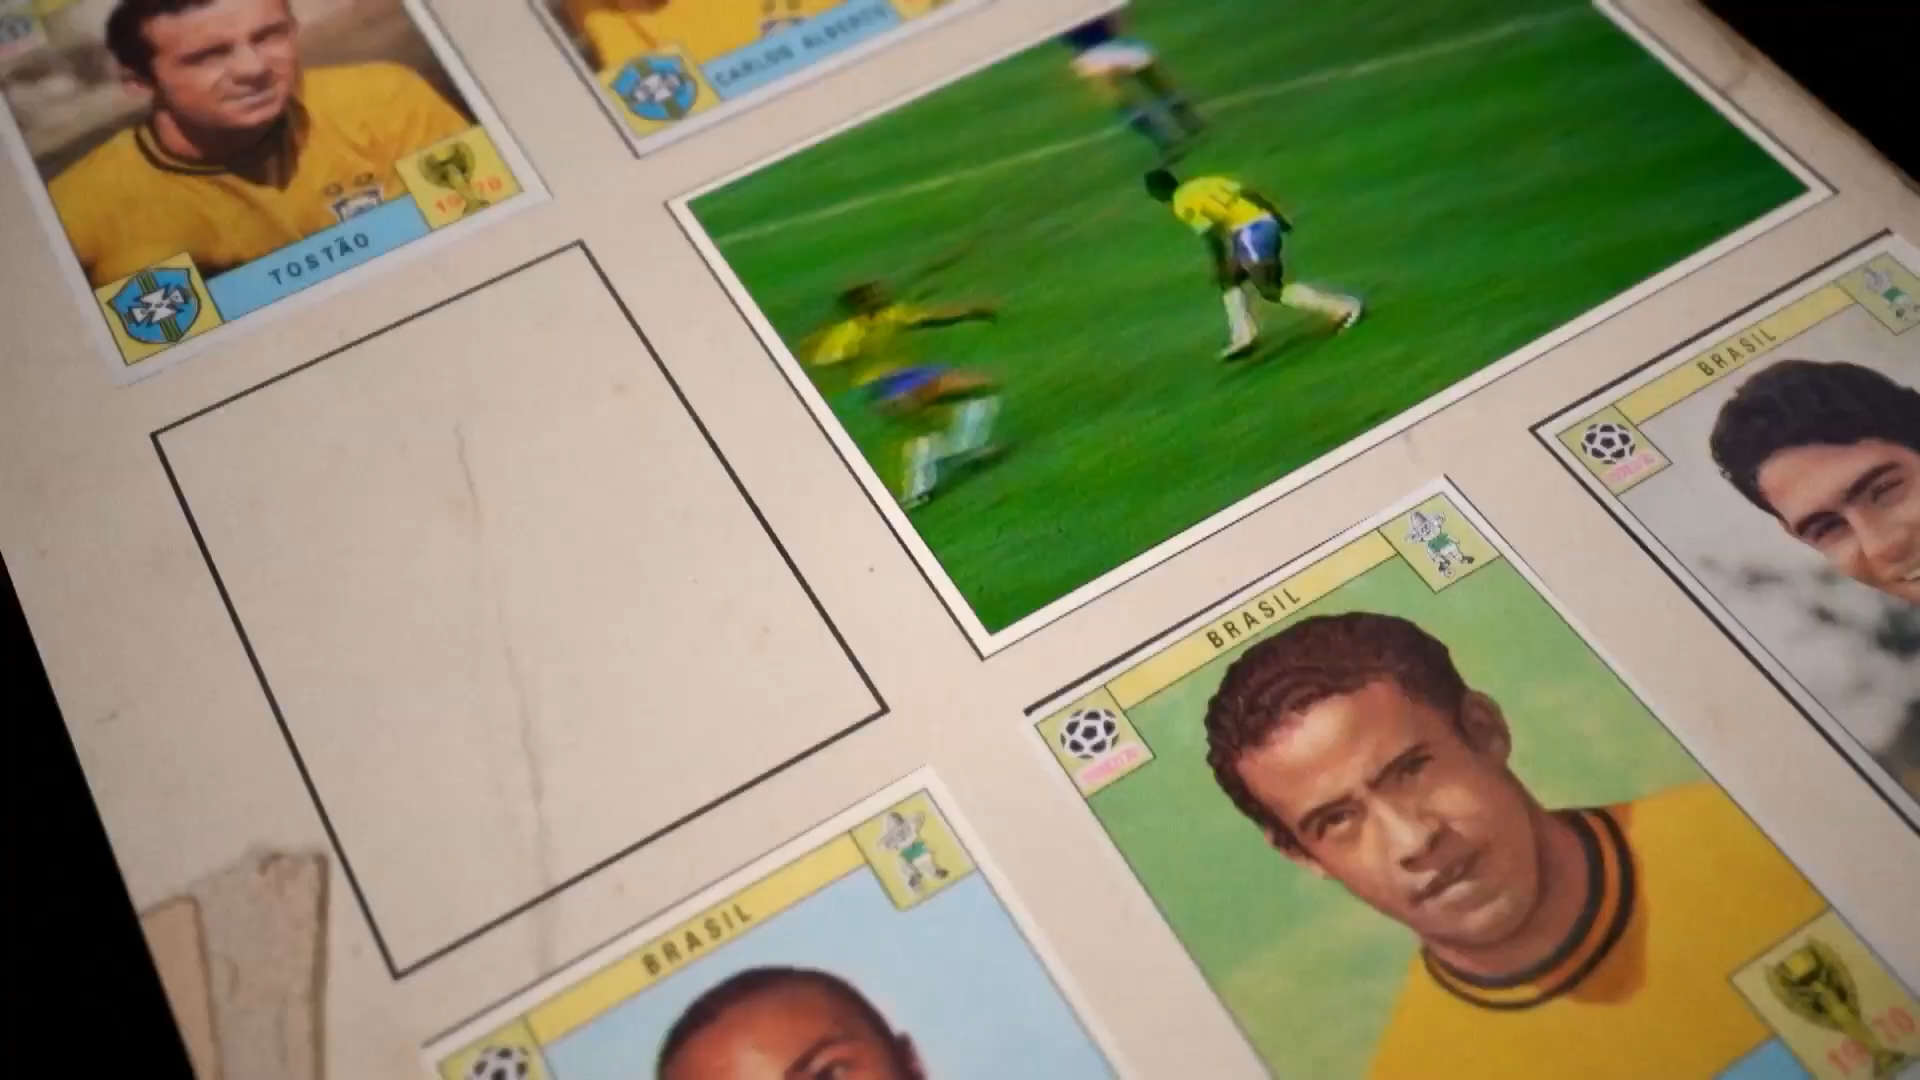 CARLOS ALBERTO
1970
TOSTÃO
BRASIL
BRASIL
BRASIL
1970